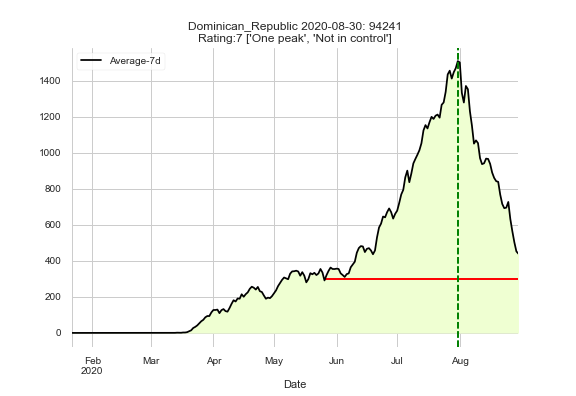 Dominican_Republic 2020-08-30: 94241
Rating:7 ['One peak', 'Not in control']
Average-7d
1400
1200
1000
800
600
400
200
0
Feb Mar Apr May Jun Jul Aug
2020
Date